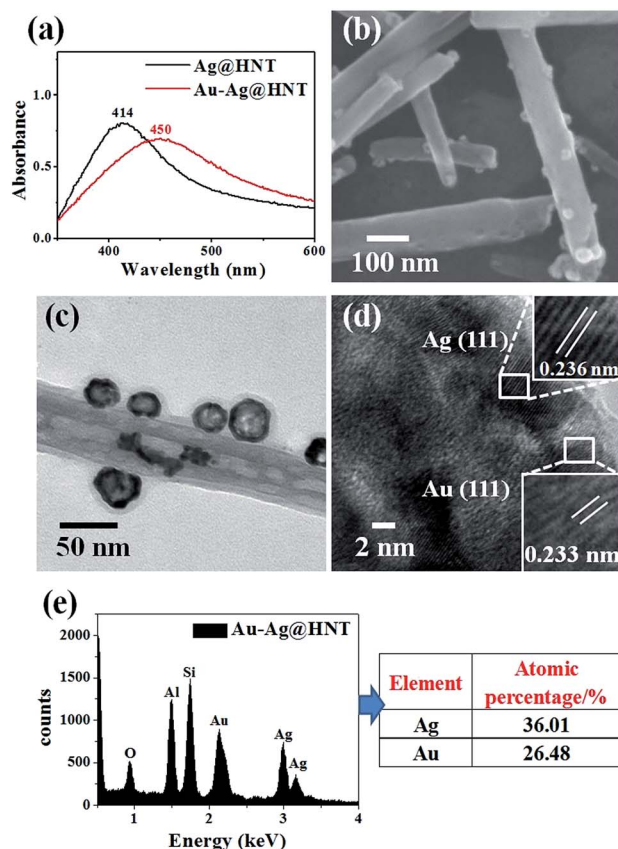 (a)
Ag@HNT
Au-Ag@HNT
414
450
1.0
0.5
0.0
Absorbance
400
500
600
Wavelength (nm)
(b)
100 nm
(c)
50 nm
(d)
Ag (111)
0.236 nm
Au (111)
2 nm
0.233 nm
(e)
Au-Ag@HNT
2000
1500
1000
500
0
counts
O
Al
Si
Au
Ag
Ag
1
2
3
4
Energy (keV)
Element
Atomic
percentage/%
Ag
36.01
Au
26.48